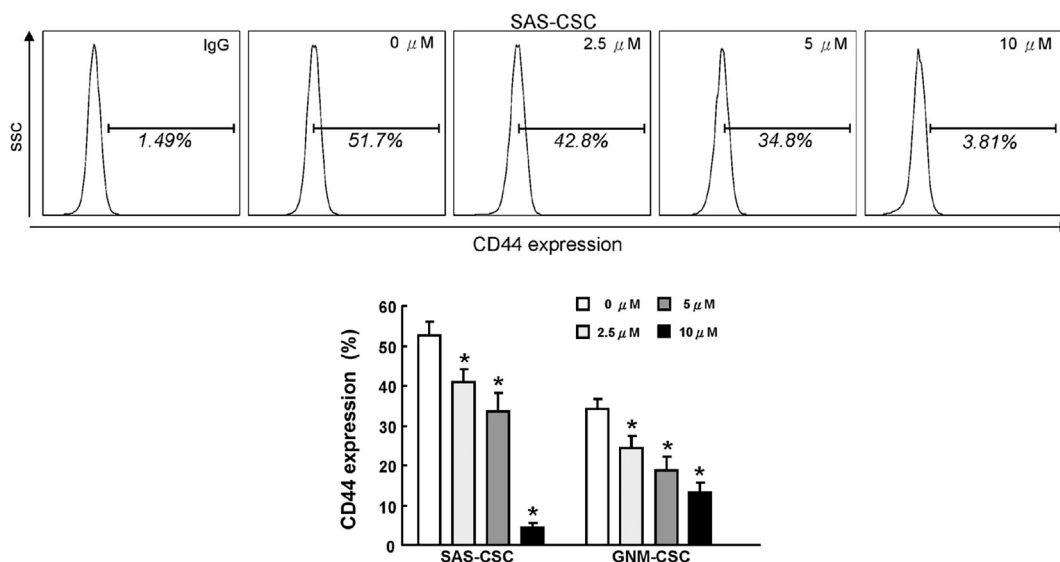 SAS-CSC
IgG
0 μM
2.5 μM
5 μM
10 μM
SSC
1.49%
51.7%
42.8%
34.8%
3.81%
CD44 expression
0 μM
5 μM
2.5 μM
10 μM
CD44 expression (%)
60
50
40
30
20
10
0
*
*
*
*
*
*
SAS-CSC
GNM-CSC